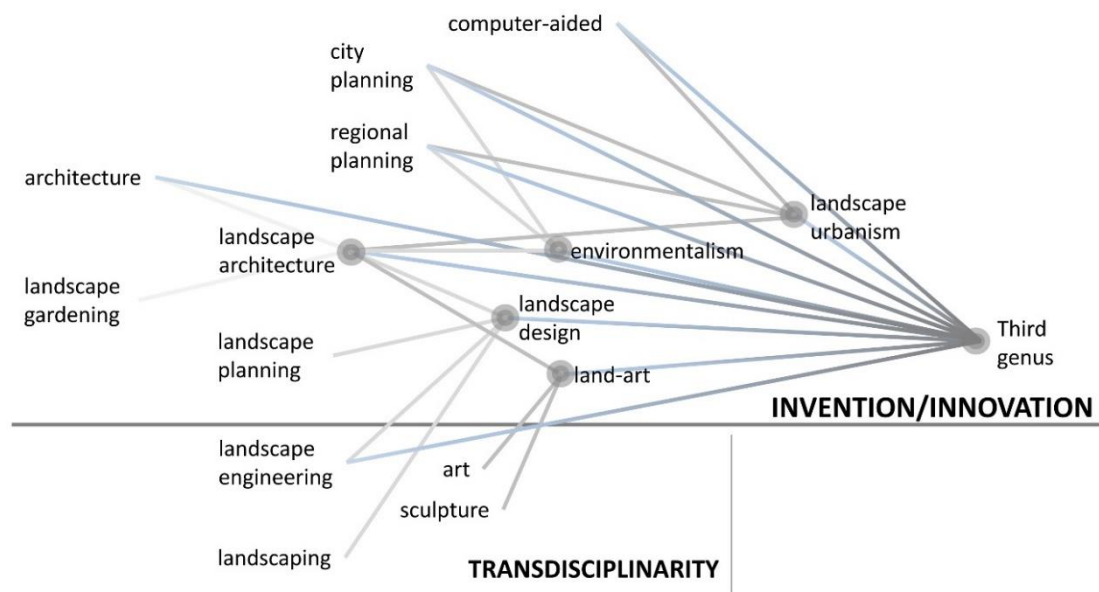 computer-aided
city
planning
regional
planning
architecture
landscape
urbanism
landscape
architecture
environmentalism
landscape
gardening
landscape
design
Third
genus
landscape
planning
land-art
INVENTION/INNOVATION
landscape
engineering
art
sculpture
landscaping
TRANSDISCIPLINARITY